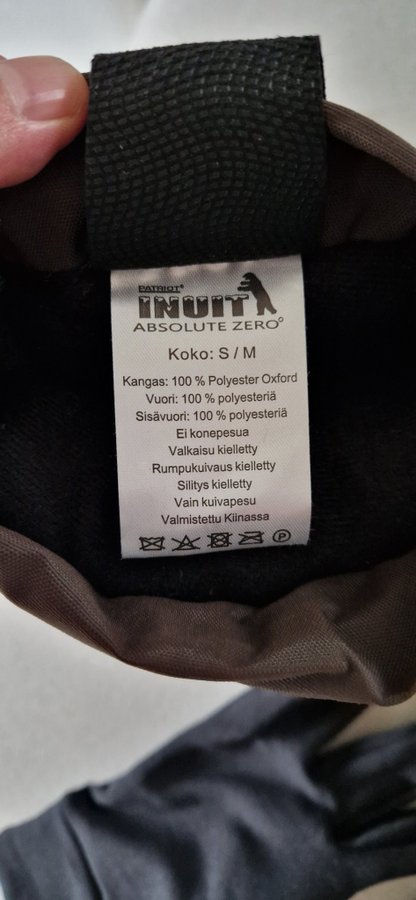 PATRIOT®
INUIT
ABSOLUTE ZERO°
Koko: S / M
Kangas: 100 % Polyester Oxford
Vuori: 100 % polyesteriä
Sisävuori: 100 % polyesteriä
Ei konepesua
Valkaisu kielletty
Rumpukuivaus kielletty
Silitys kielletty
Vain kuivapesu
Valmistettu Kiinassa
P